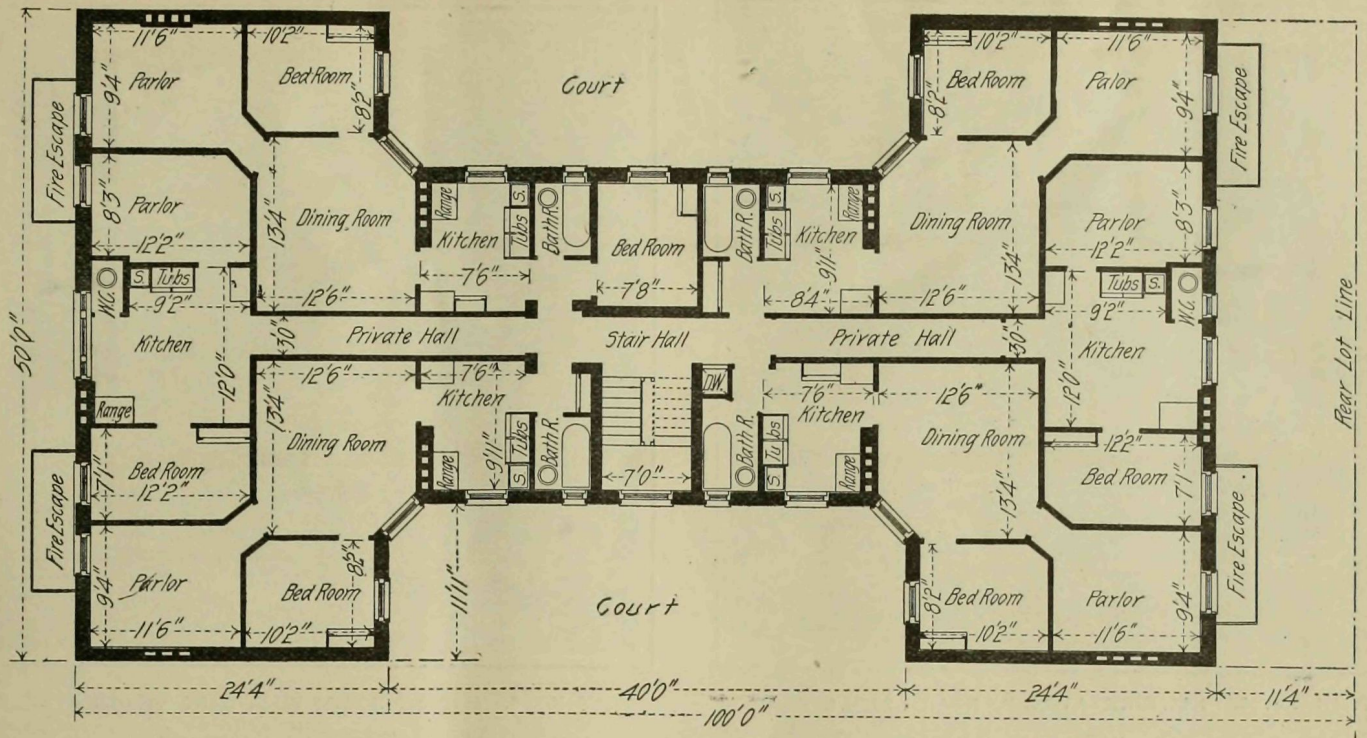 11'6"
10'2"
10'2"
11'6"
Parlor
Bed Room
Court
Bed Room
Palor
9'4"
8'2"
8'2"
9'4"
Fire Escape
Fire Escape
Parlor
8'3"
12'2"
13'4"
Dining Room
12'6"
Range
S.
Tubs
Kitchen
7'6"
Bath R.
Bed Room
7'8"
Bath R.
S.
Tubs
Range
Kitchen
9'11"
8'4"
Dining Room
13'4"
12'6"
Parlor
8'3"
12'2"
W.C.
S.
Tubs
9'2"
Kitchen
12'0"
Range
3'0"
Private Hall
Stair Hall
Private Hall
3'0"
Tubs
S.
W.C.
9'2"
Kitchen
12'0"
50'0"
Rear Lot Line
12'6"
13'4"
Dining Room
7'6"
Kitchen
9'11"
Range
Tubs
S.
Bath R.
7'0"
D.W.
Bath R.
7'6"
Kitchen
Tubs
S.
Range
12'6"
Dining Room
13'4"
Bed Room
7'1"
12'2"
12'2"
Bed Room
7'1"
Fire Escape
Fire Escape.
Parlor
9'4"
11'6"
Bed Room
8'2"
10'2"
11'11"
Court
8'2"
Bed Room
10'2"
Parlor
9'4"
11'6"
24'4"
40'0"
24'4"
11'4"
100'0"